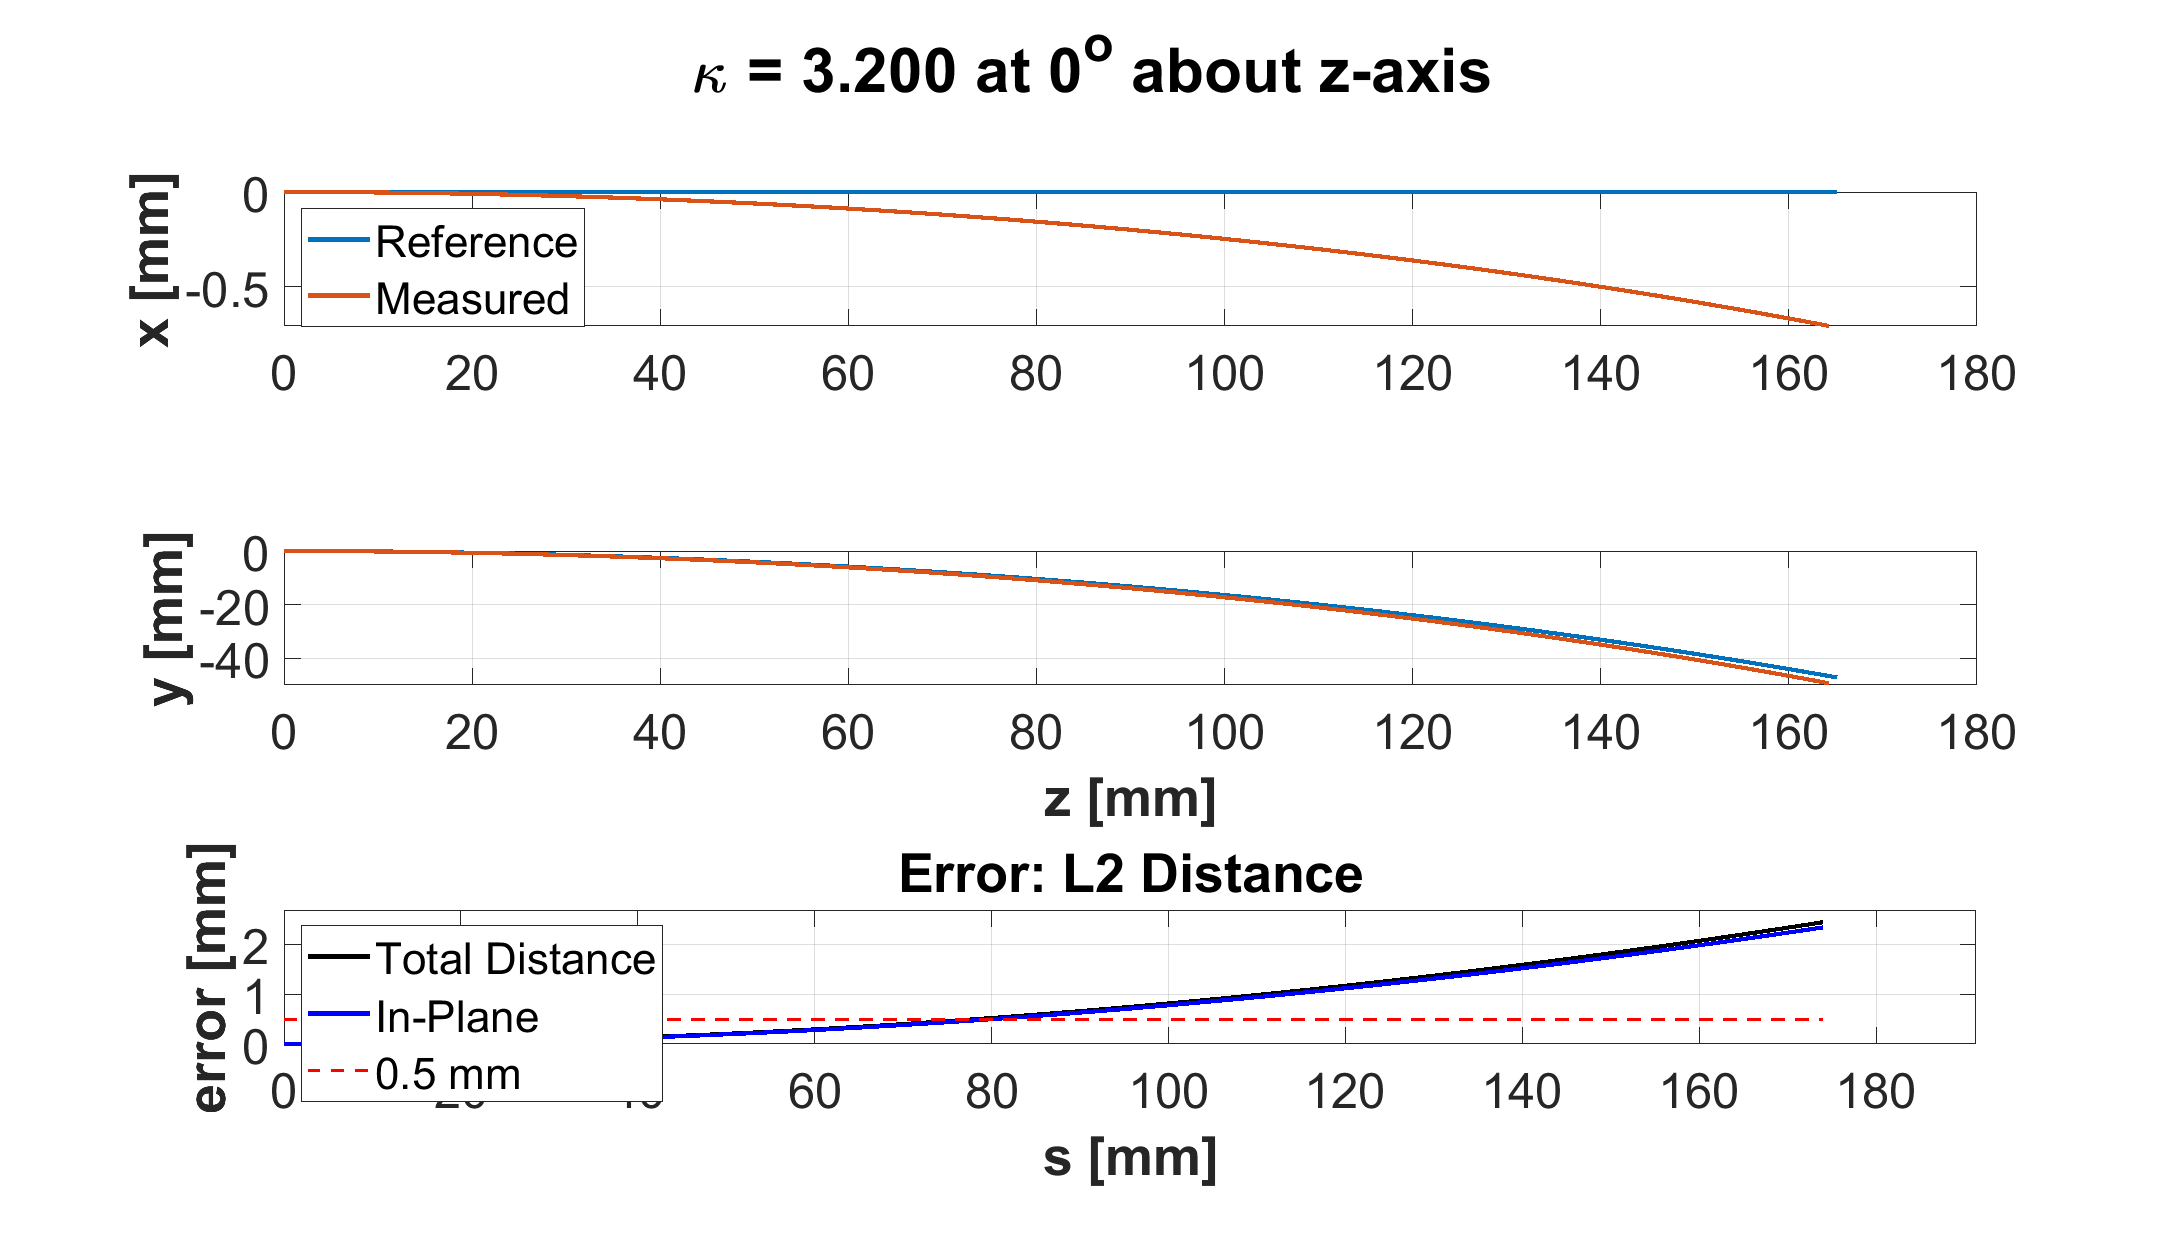 κ = 3.200 at 0° about z-axis
x [mm]
0
-0.5
Reference
Measured
0 20 40 60 80 100 120 140 160 180
y [mm]
0
-20
-40
0 20 40 60 80 100 120 140 160 180
z [mm]
Error: L2 Distance
error [mm]
2
1
0
Total Distance
In-Plane
0.5 mm
0 20 40 60 80 100 120 140 160 180
s [mm]